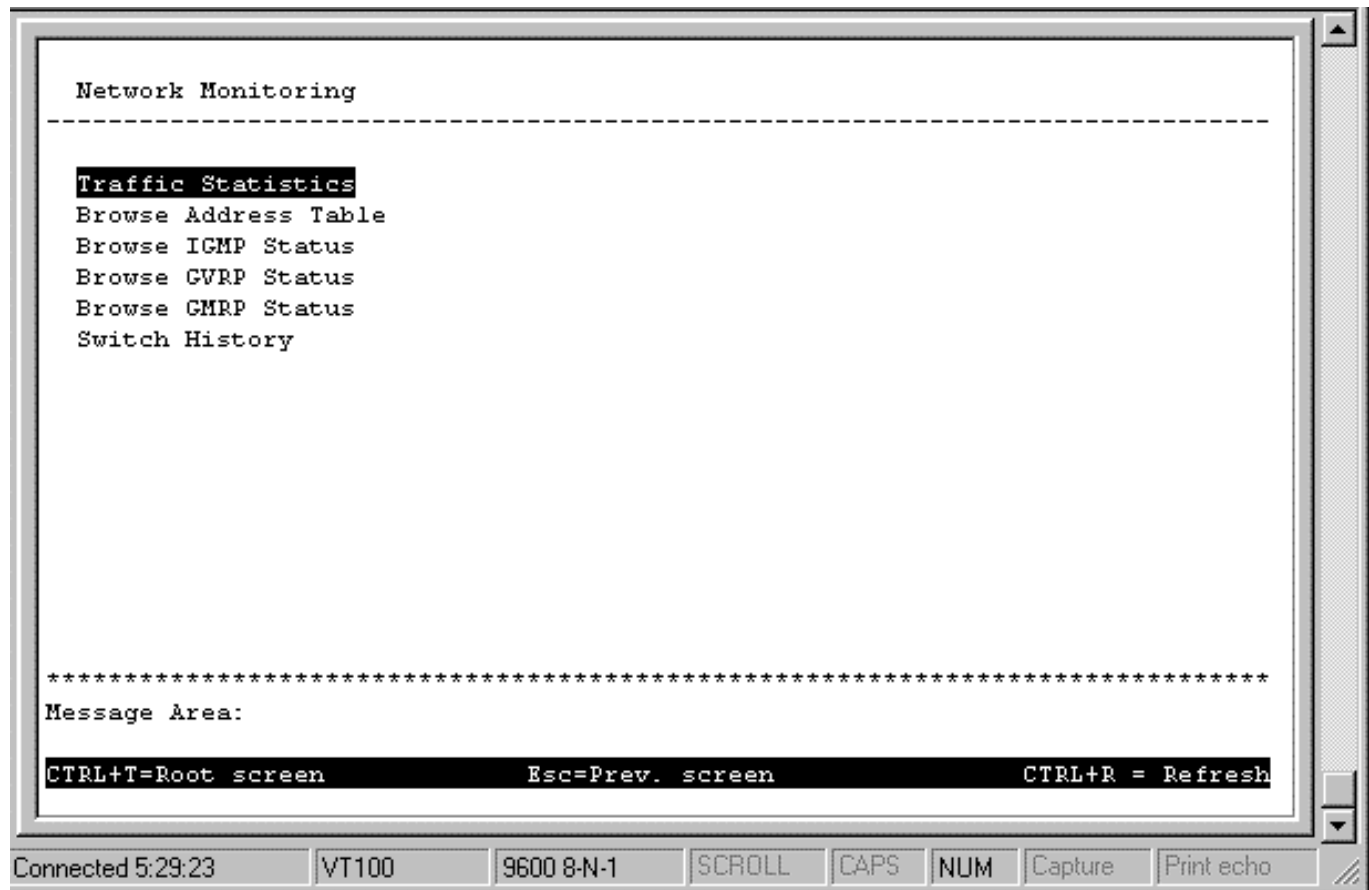 Network Monitoring
--------------------------------------------------------------------------------
Traffic Statistics
Browse Address Table
Browse IGMP Status
Browse GVRP Status
Browse GMRP Status
Switch History
********************************************************************************
Message Area:
CTRL+T=Root screen Esc=Prev. screen CTRL+R = Refresh
Connected 5:29:23 VT100 9600 8-N-1 SCROLL CAPS NUM Capture Print echo